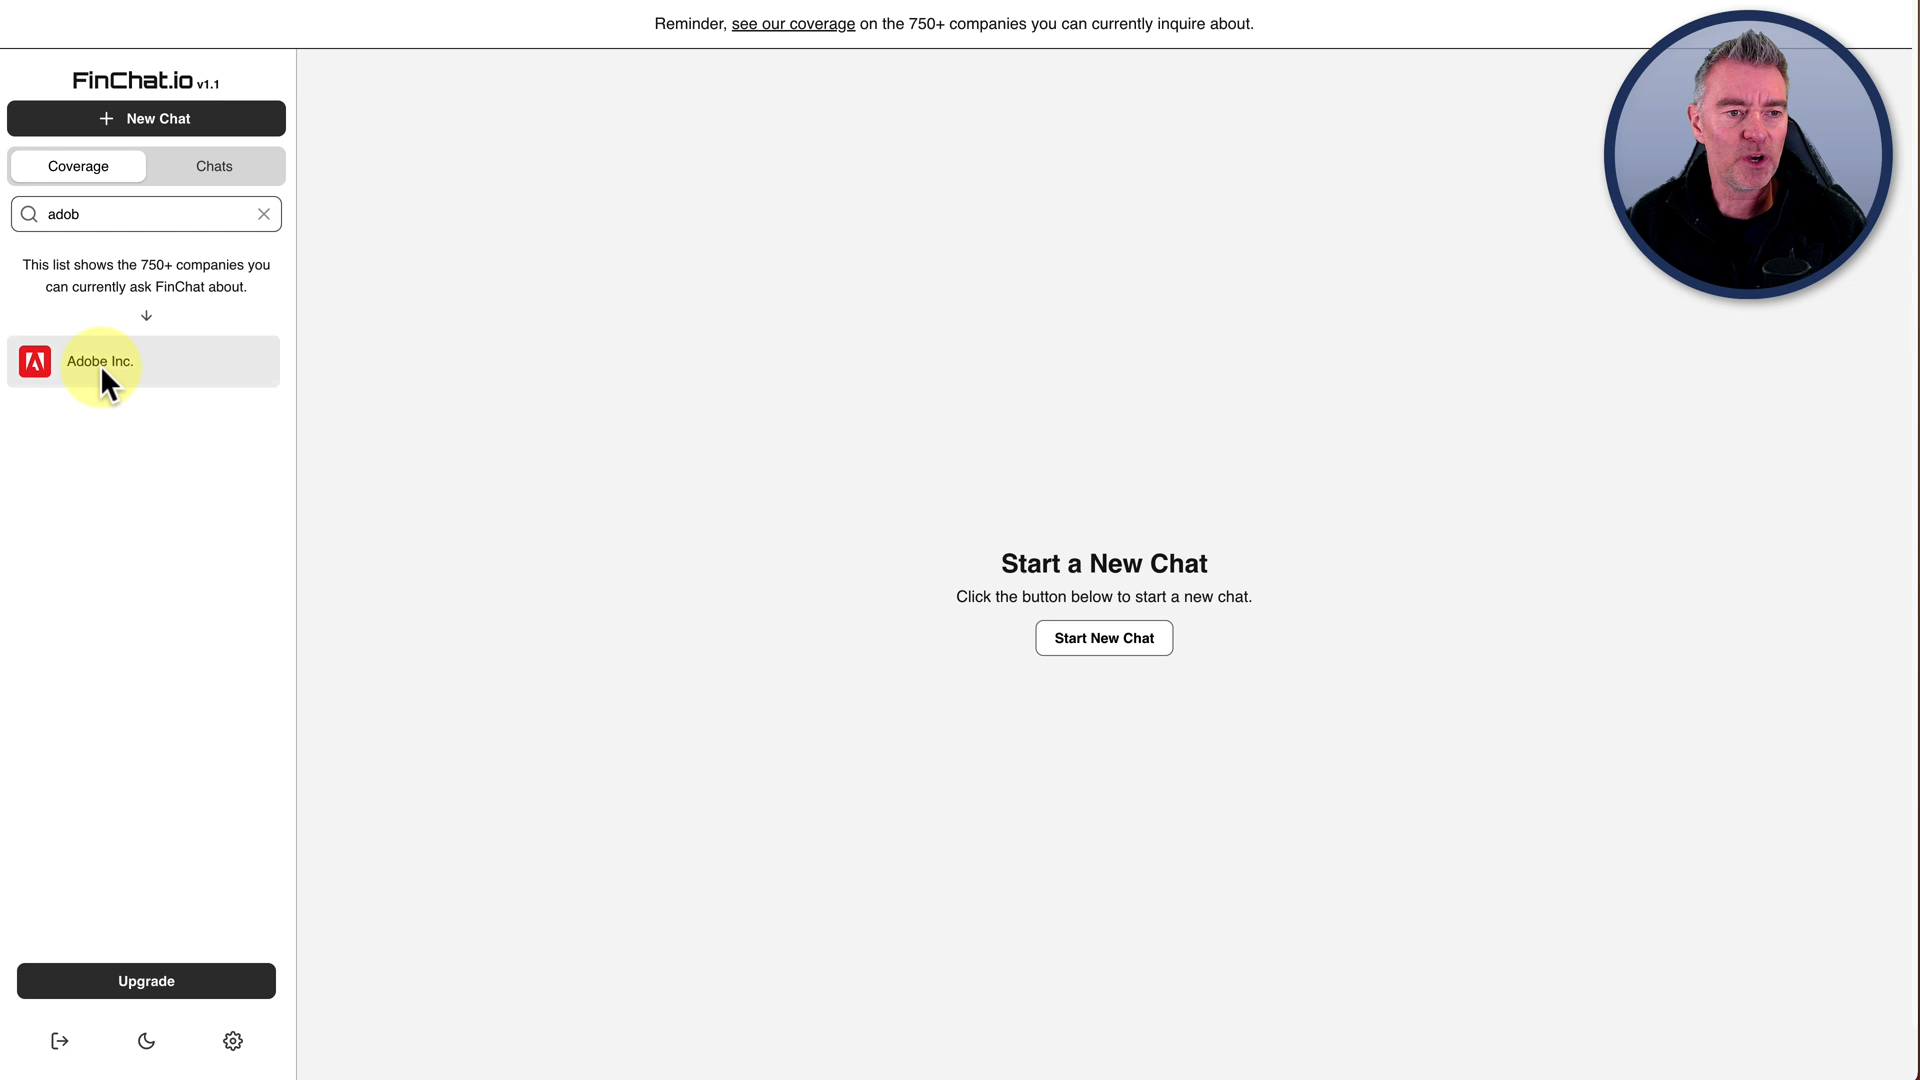 Reminder, see our coverage on the 750+ companies you can currently inquire about.
FinChat.io v1.1
+ New Chat
Coverage Chats
adob
This list shows the 750+ companies you
can currently ask FinChat about.
Adobe Inc.
Start a New Chat
Click the button below to start a new chat.
Start New Chat
Upgrade